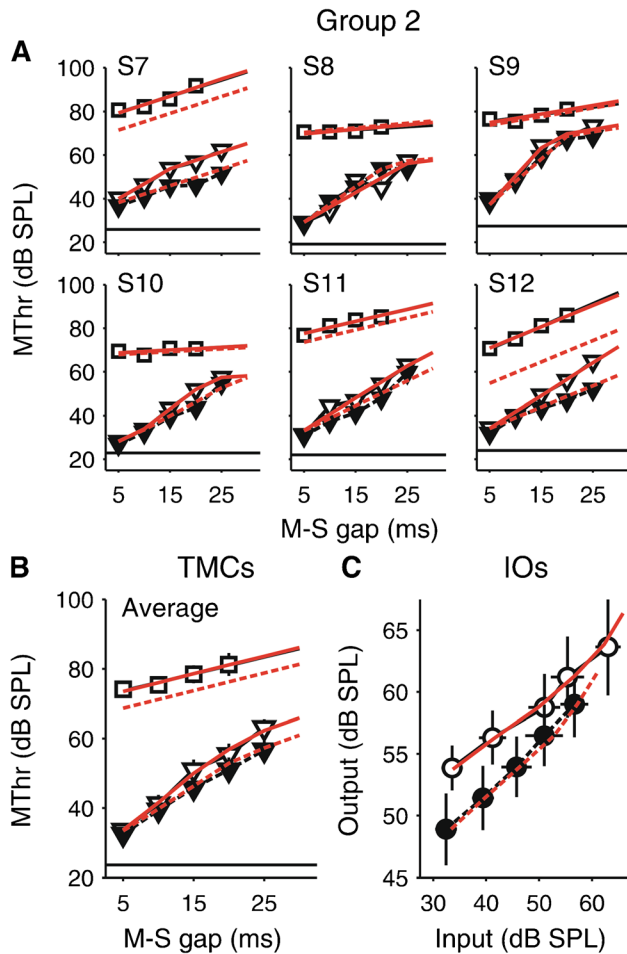 Group 2
A
S7 S8 S9
100
80
60
40
20
MThr (dB SPL)
S10 S11 S12
100
80
60
40
20
5 15 25 5 15 25 5 15 25
M-S gap (ms)
B TMCs
Average
100
80
60
40
20
MThr (dB SPL)
5 15 25
M-S gap (ms)
C IOs
65
60
55
50
45
Output (dB SPL)
30 40 50 60
Input (dB SPL)